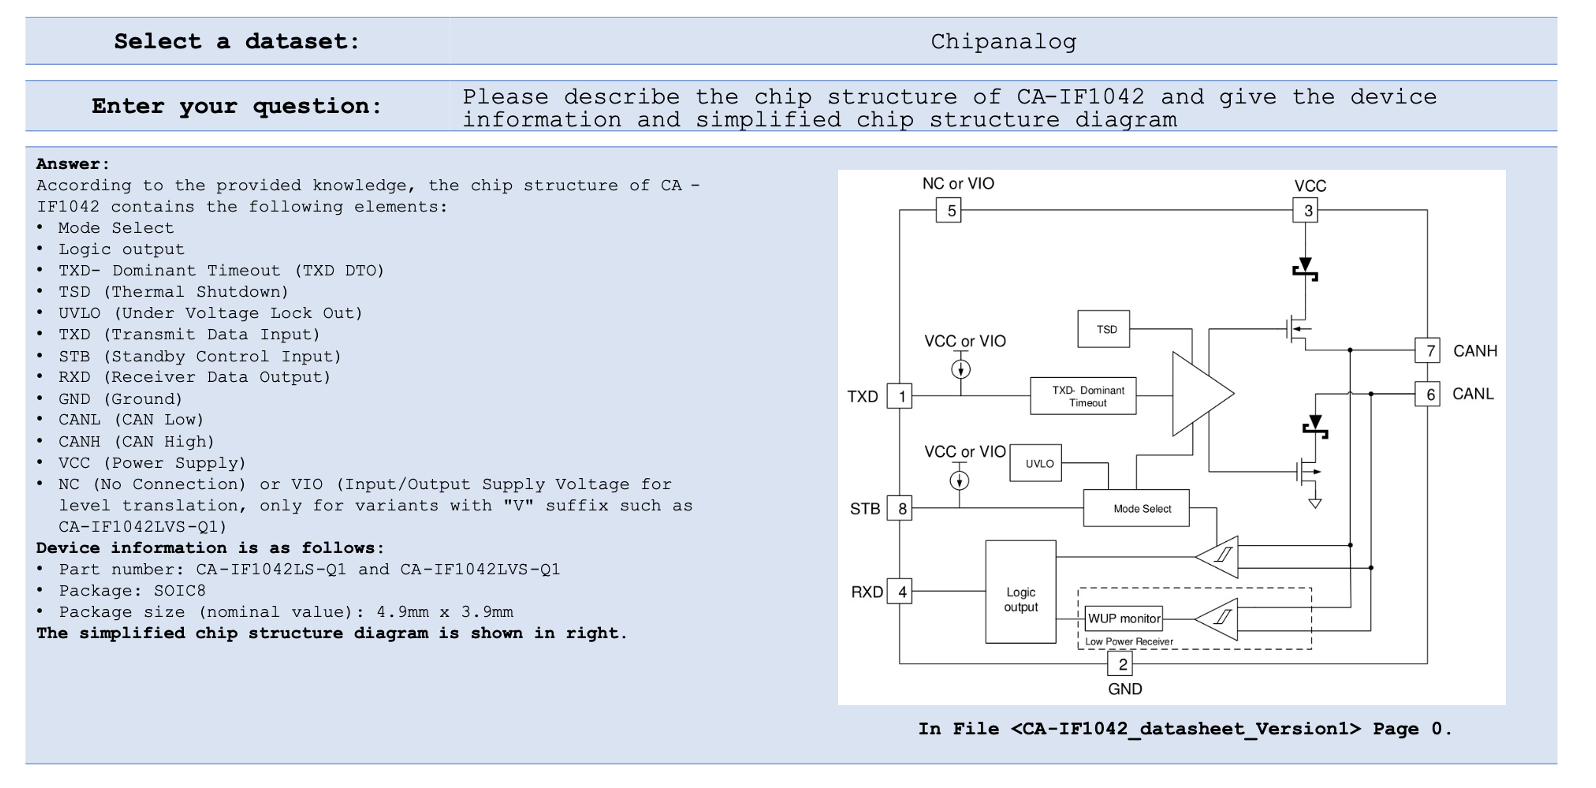 Select a dataset:
Chipanalog
Enter your question:
Please describe the chip structure of CA-IF1042 and give the device
information and simplified chip structure diagram
Answer:
According to the provided knowledge, the chip structure of CA -
IF1042 contains the following elements:
• Mode Select
• Logic output
• TXD- Dominant Timeout (TXD DTO)
• TSD (Thermal Shutdown)
• UVLO (Under Voltage Lock Out)
• TXD (Transmit Data Input)
• STB (Standby Control Input)
• RXD (Receiver Data Output)
• GND (Ground)
• CANL (CAN Low)
• CANH (CAN High)
• VCC (Power Supply)
• NC (No Connection) or VIO (Input/Output Supply Voltage for
level translation, only for variants with "V" suffix such as
CA-IF1042LVS-Q1)
Device information is as follows:
• Part number: CA-IF1042LS-Q1 and CA-IF1042LVS-Q1
• Package: SOIC8
• Package size (nominal value): 4.9mm x 3.9mm
The simplified chip structure diagram is shown in right.
NC or VIO
VCC
5
3
TSD
VCC or VIO
7
CANH
TXD
1
TXD- Dominant
Timeout
6
CANL
VCC or VIO
UVLO
STB
8
Mode Select
RXD
4
Logic
output
WUP monitor
Low Power Receiver
2
GND
In File <CA-IF1042_datasheet_Version1> Page 0.